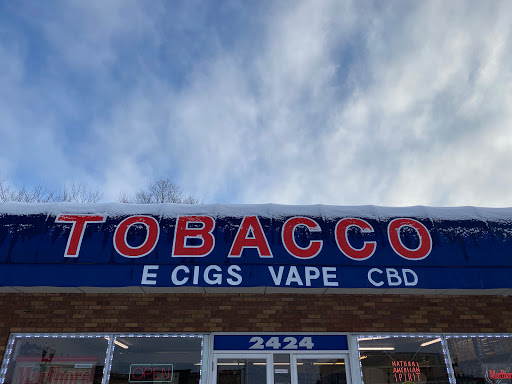 TOBACCO
E CIGS VAPE CBD
2424
OPEN
NATURAL
AMERICAN
SPIRIT